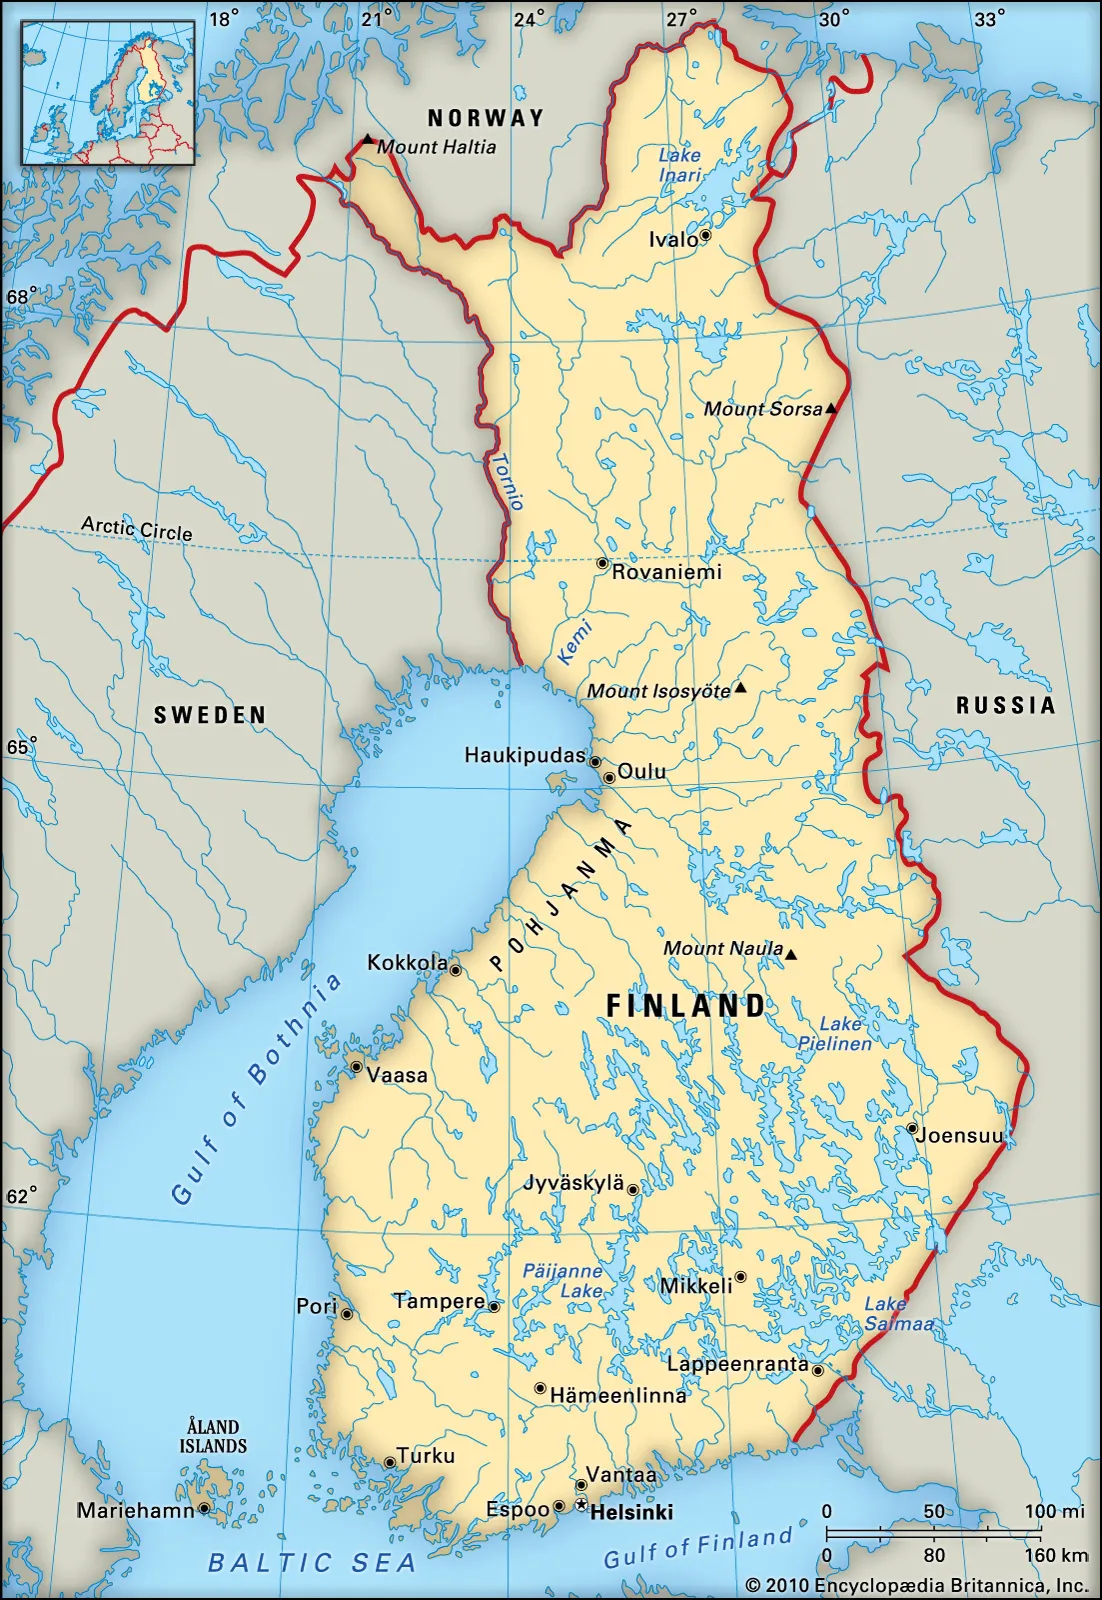 18°
21°
24°
27°
30°
33°
NORWAY
Mount Haltia
Lake
Inari
Ivalo
68°
Mount Sorsa
Tornio
Arctic Circle
Rovaniemi
Kemi
Mount Isosyöte
SWEDEN
RUSSIA
65°
Haukipudas
Oulu
POHJANMA
Mount Naula
Kokkola
FINLAND
Gulf of Bothnia
Lake
Pielinen
Vaasa
Joensuu
Jyväskylä
62°
Päijänne
Lake
Mikkeli
Tampere
Pori
Lake
Saimaa
Lappeenranta
Hämeenlinna
ÅLAND
ISLANDS
Turku
Vantaa
Mariehamn
Espoo
Helsinki
0 50 100 mi
0 80 160 km
BALTIC SEA
Gulf of Finland
© 2010 Encyclopædia Britannica, Inc.